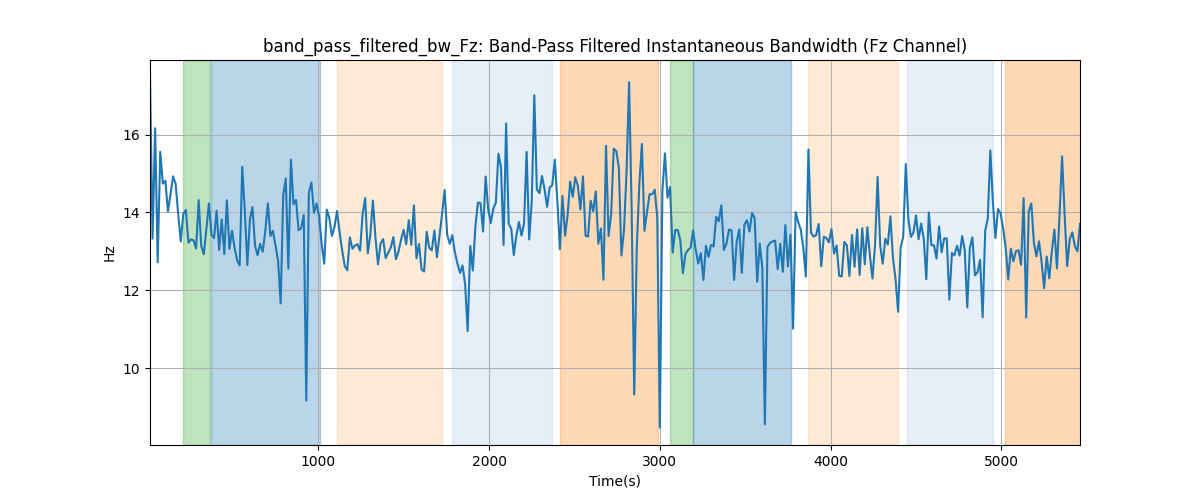 band_pass_filtered_bw_Fz: Band-Pass Filtered Instantaneous Bandwidth (Fz Channel)
16
14
12
10
Hz
1000 2000 3000 4000 5000
Time(s)